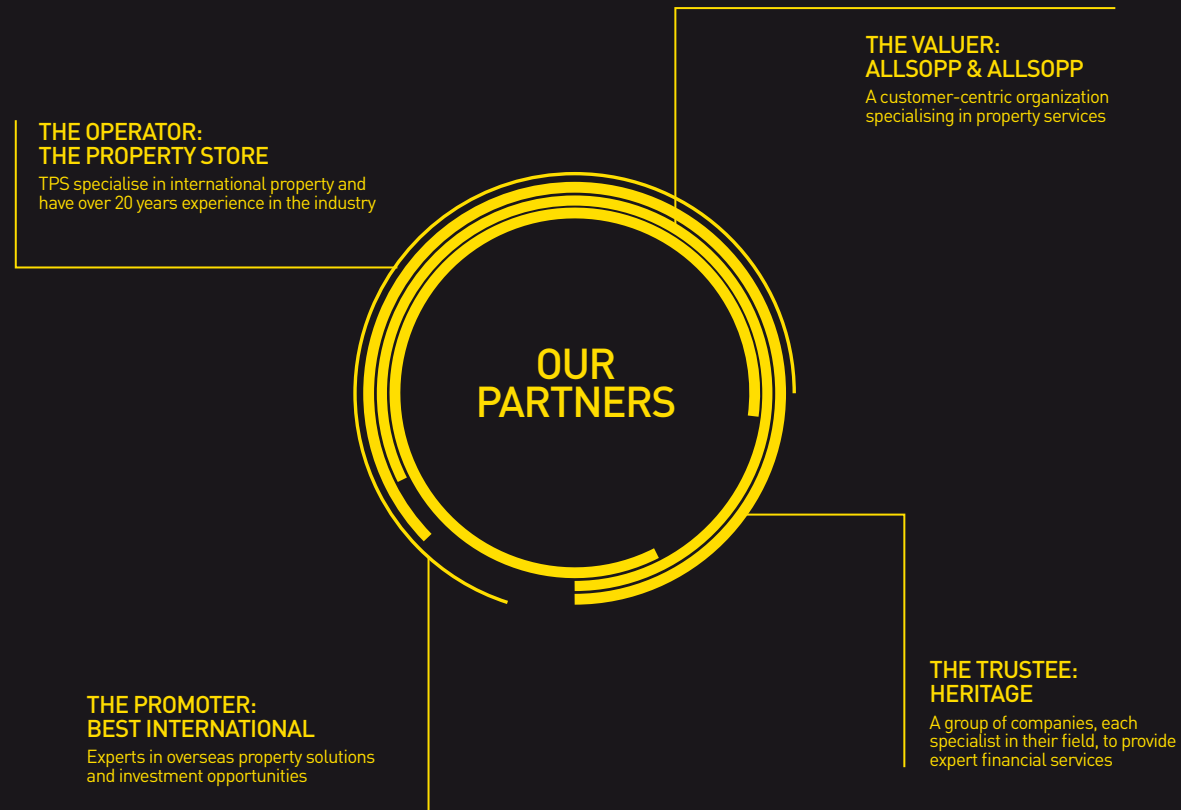 THE VALUER:
ALLSOPP & ALLSOPP
A customer-centric organization
specialising in property services
THE OPERATOR:
THE PROPERTY STORE
TPS specialise in international property and
have over 20 years experience in the industry
OUR
PARTNERS
THE TRUSTEE:
HERITAGE
A group of companies, each
specialist in their field, to provide
expert financial services
THE PROMOTER:
BEST INTERNATIONAL
Experts in overseas property solutions
and investment opportunities